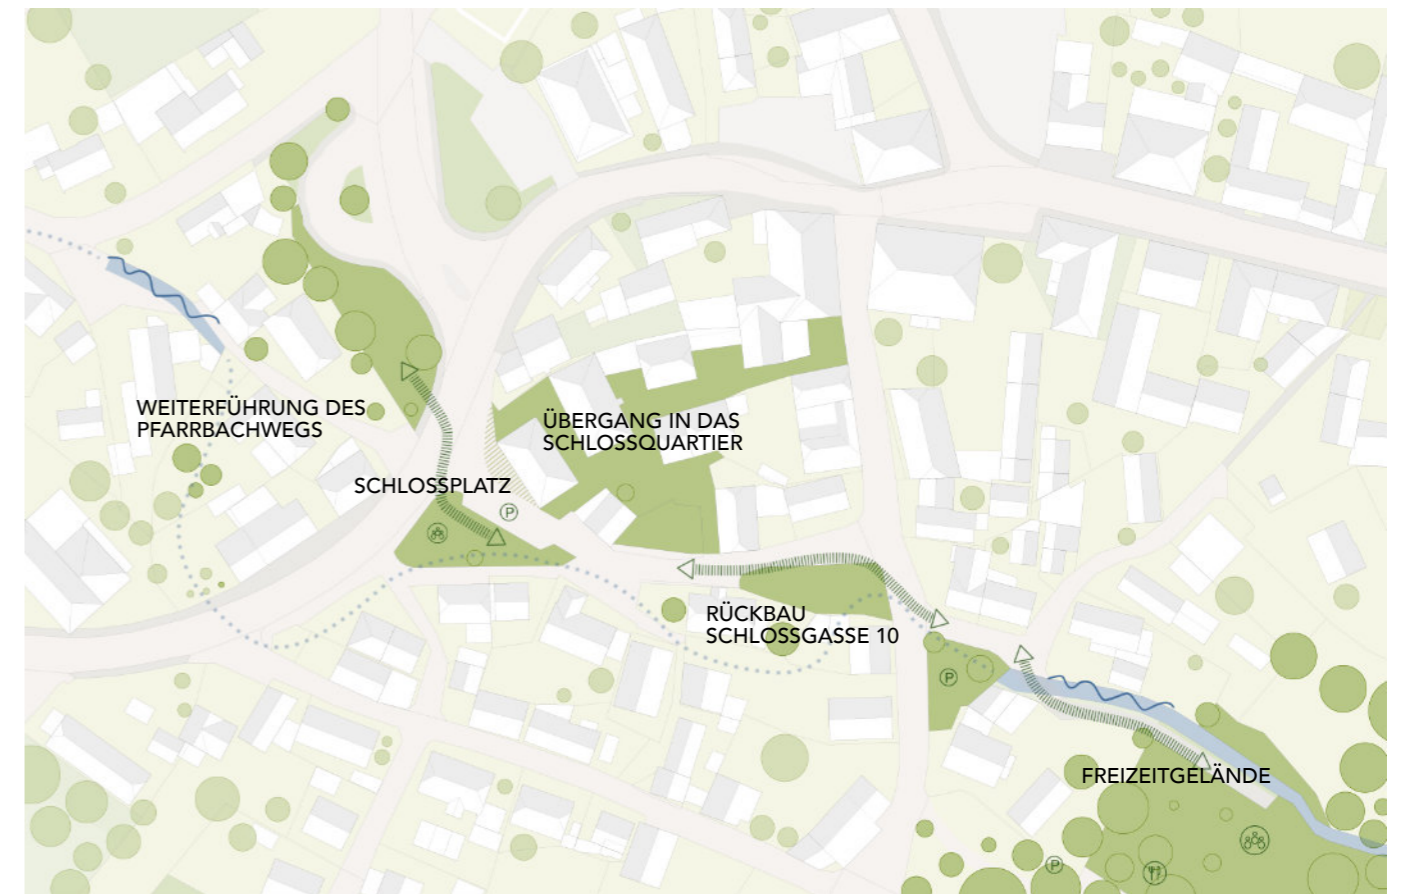 WEITERFÜHRUNG DES
PFARRBACHWEGS
ÜBERGANG IN DAS
SCHLOSSQUARTIER
SCHLOSSPLATZ
P
RÜCKBAU
SCHLOSSGASSE 10
P
FREIZEITGELÄNDE
P